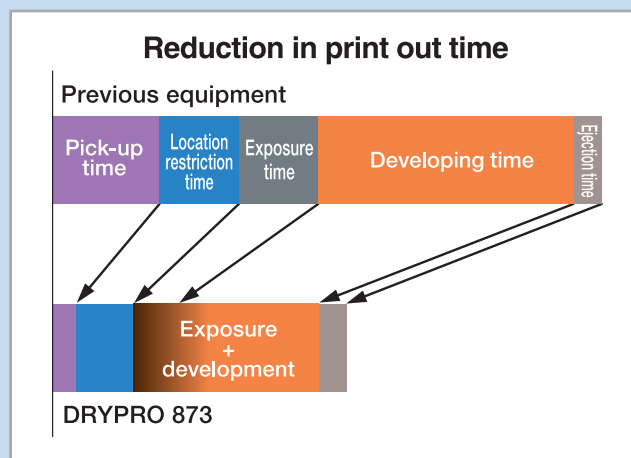 Reduction in print out time
Previous equipment
Pick-up
time
Location
restriction
time
Exposure
time
Developing time
Ejection time
Exposure
+
development
DRYPRO 873